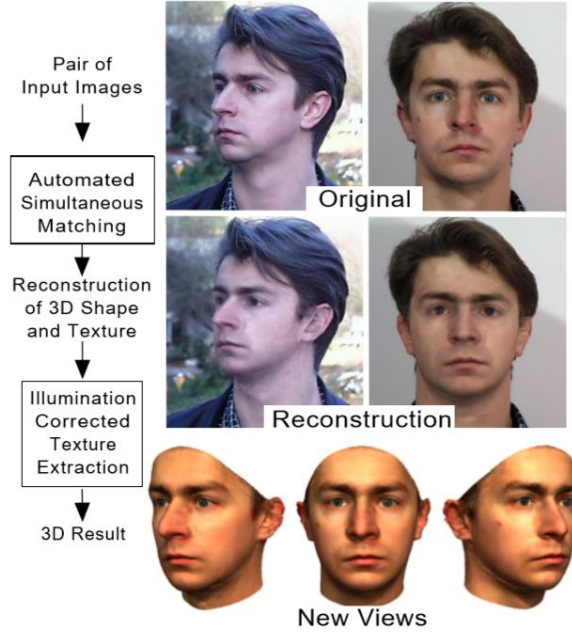 Pair of
Input Images
Automated
Simultaneous
Matching
Reconstruction
of 3D Shape
and Texture
Illumination
Corrected
Texture
Extraction
3D Result
Original
Reconstruction
New Views